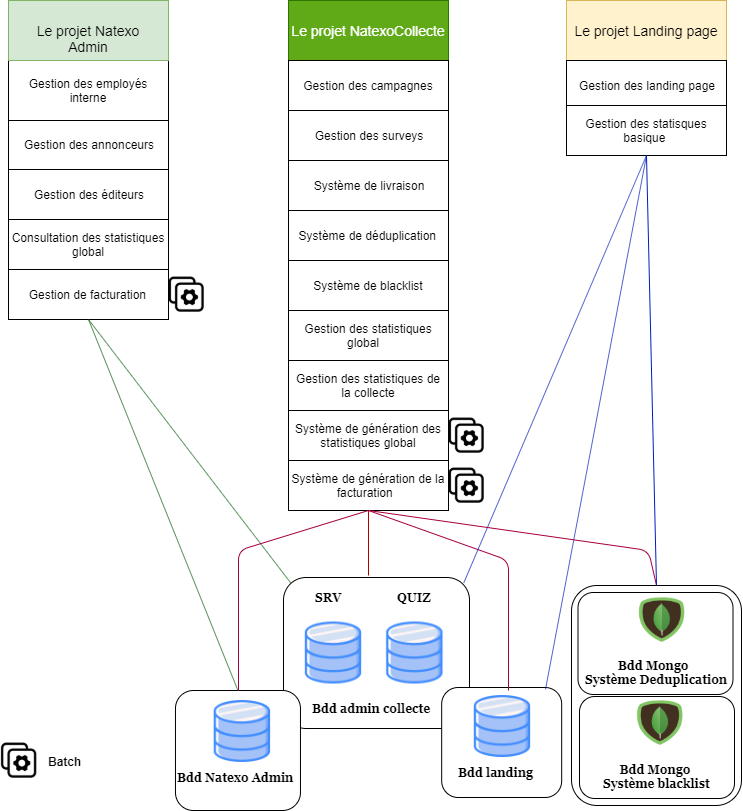 Le projet Natexo
Admin
Gestion des employés
interne
Gestion des annonceurs
Gestion des éditeurs
Consultation des statistiques
global
Gestion de facturation
Le projet NatexoCollecte
Gestion des campagnes
Gestion des surveys
Système de livraison
Système de déduplication
Système de blacklist
Gestion des statistiques
global
Gestion des statistiques de
la collecte
Système de génération des
statistiques global
Système de génération de la
facturation
Le projet Landing page
Gestion des landing page
Gestion des statisques
basique
SRV
QUIZ
Bdd admin collecte
Bdd Natexo Admin
Bdd landing
Bdd Mongo
Système Deduplication
Bdd Mongo
Système blacklist
Batch